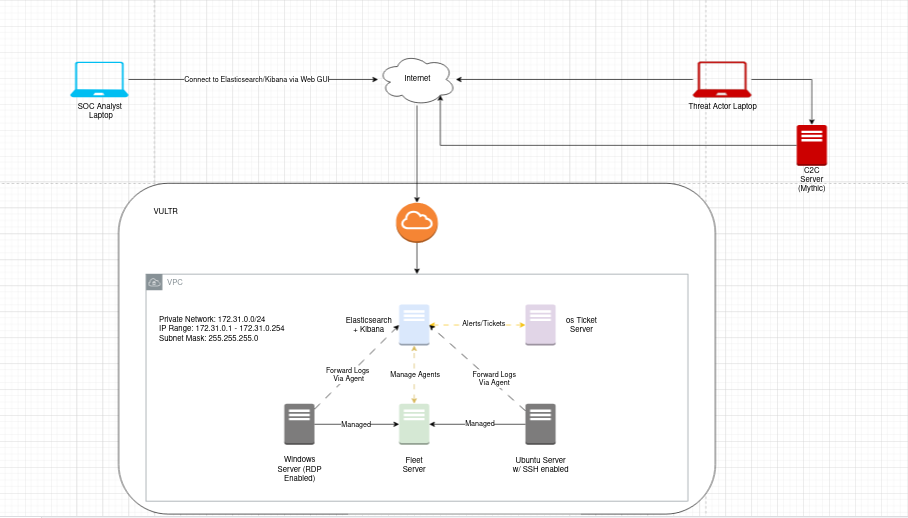 Connect to Elasticsearch/Kibana via Web GUI
Internet
SOC Analyst
Laptop
Threat Actor Laptop
C2C
Server
(Mythic)
VULTR
VPC
Private Network: 172.31.0.0/24
IP Range: 172.31.0.1 - 172.31.0.254
Subnet Mask: 255.255.255.0
Elasticsearch
+ Kibana
Alerts/Tickets
os Ticket
Server
Forward Logs
Via Agent
Manage Agents
Forward Logs
Via Agent
Managed
Managed
Windows
Server (RDP
Enabled)
Fleet
Server
Ubuntu Server
w/ SSH enabled